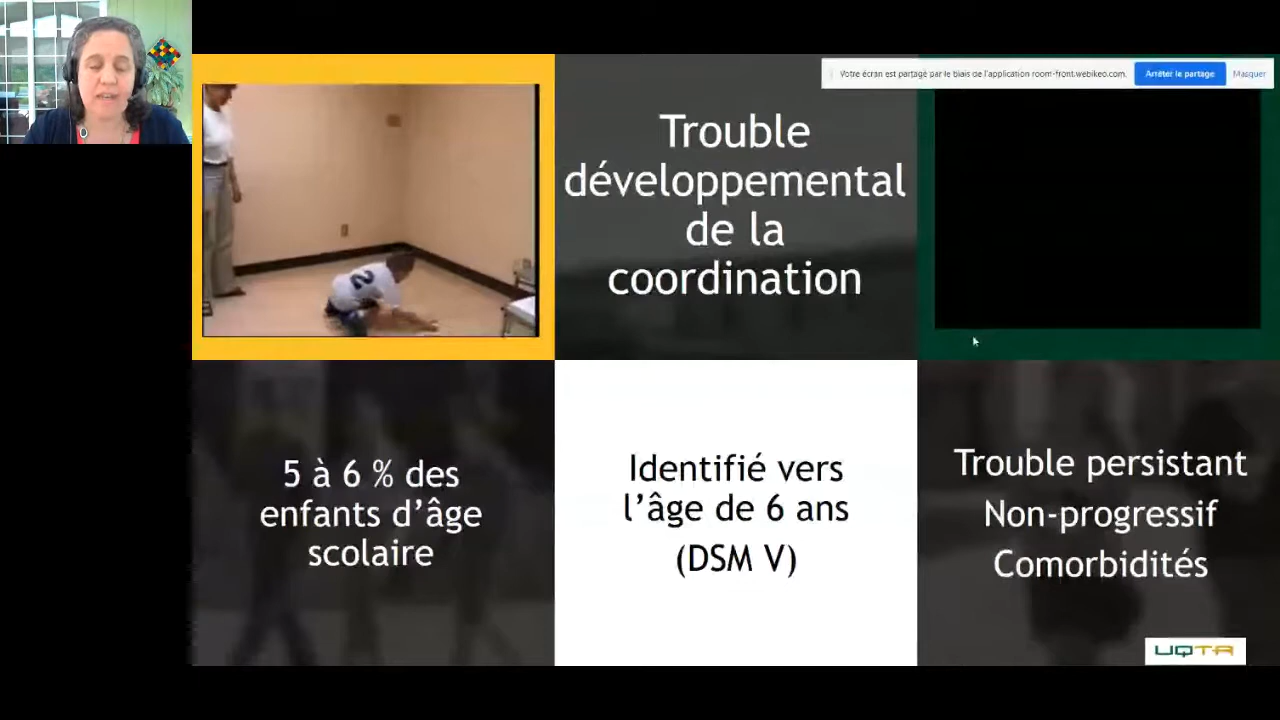 Votre écran est partagé par le biais de l'application room-front.webikeo.com.
Arrêter le partage
Masquer
Trouble
développemental
de la
coordination
2
5 à 6 % des
enfants d'âge
scolaire
Identifié vers
l'âge de 6 ans
(DSM V)
Trouble persistant
Non-progressif
Comorbidités
UQTR